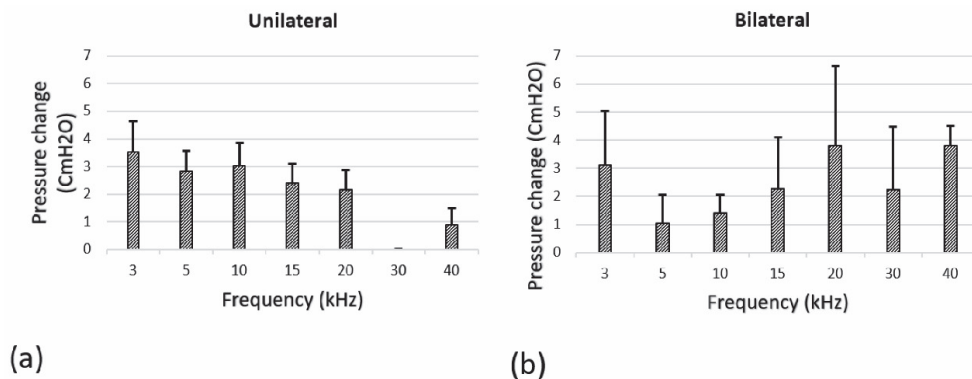 Unilateral
Pressure change
(CmH2O)
7
6
5
4
3
2
1
0
3 5 10 15 20 30 40
Frequency (kHz)
(a)
Bilateral
Pressure change (CmH2O)
7
6
5
4
3
2
1
0
3 5 10 15 20 30 40
Frequency (kHz)
(b)